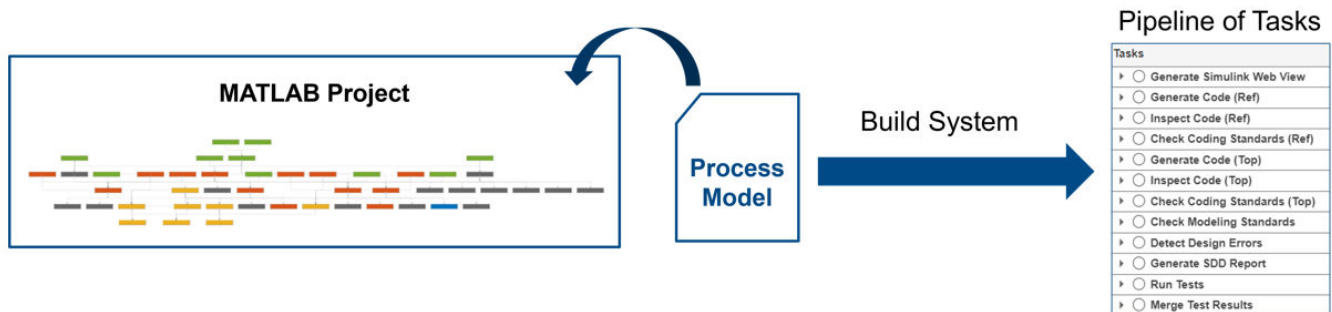 Pipeline of Tasks
MATLAB Project
Process
Model
Build System
Tasks
Generate Simulink Web View
Generate Code (Ref)
Inspect Code (Ref)
Check Coding Standards (Ref)
Generate Code (Top)
Inspect Code (Top)
Check Coding Standards (Top)
Check Modeling Standards
Detect Design Errors
Generate SDD Report
Run Tests
Merge Test Results